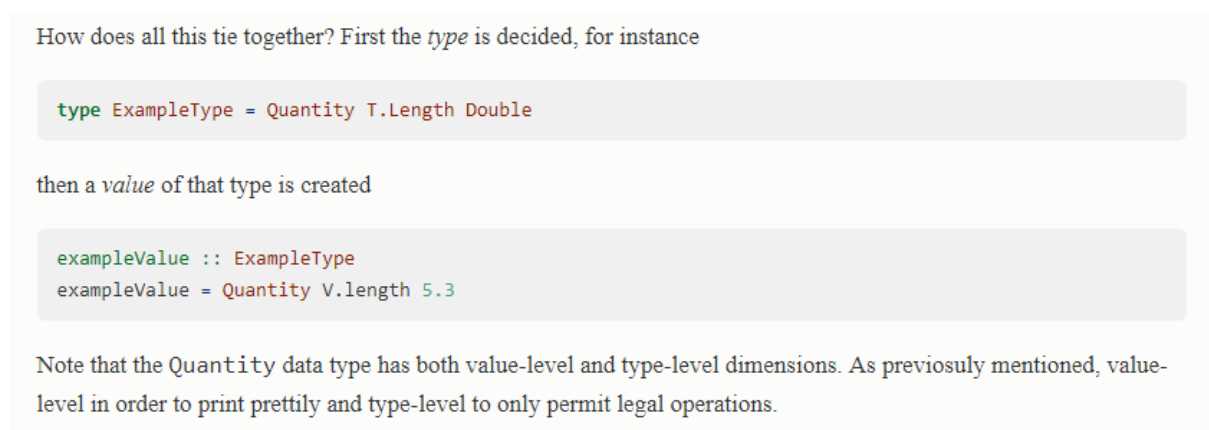 How does all this tie together? First the type is decided, for instance
type ExampleType = Quantity T.Length Double
then a value of that type is created
exampleValue :: ExampleType
exampleValue = Quantity V.length 5.3
Note that the Quantity data type has both value-level and type-level dimensions. As previosuly mentioned, value-
level in order to print prettily and type-level to only permit legal operations.